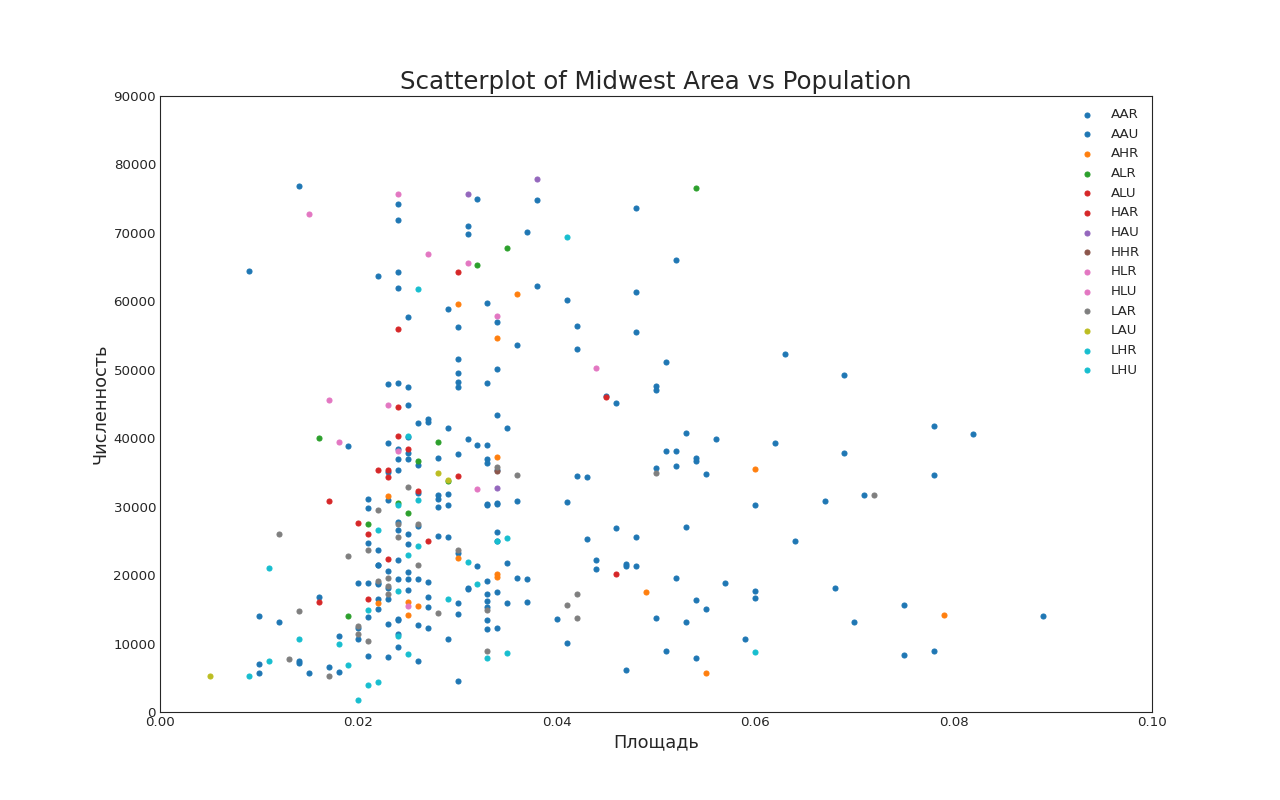 Scatterplot of Midwest Area vs Population
90000
80000
70000
60000
50000
40000
30000
20000
10000
0
Численность
0.00 0.02 0.04 0.06 0.08 0.10
Площадь
AAR
AAU
AHR
ALR
ALU
HAR
HAU
HHR
HLR
HLU
LAR
LAU
LHR
LHU